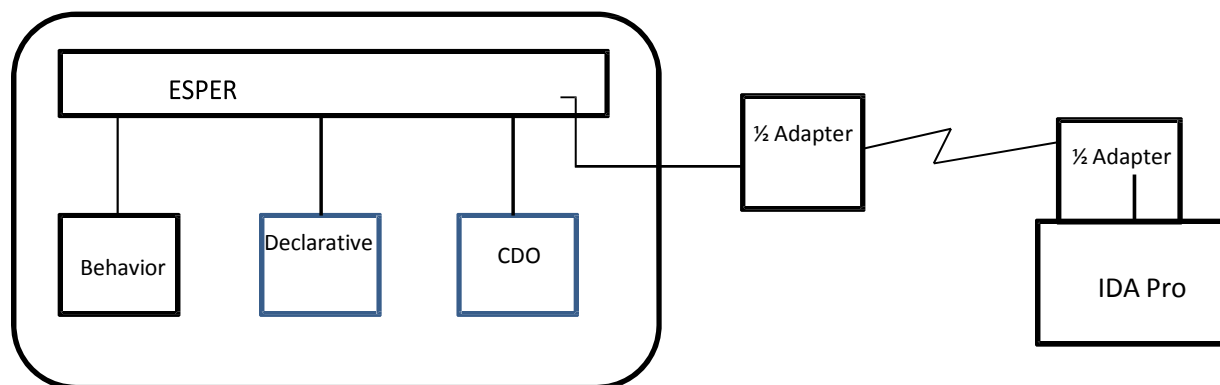 ESPER
½ Adapter
½ Adapter
Behavior
Declarative
CDO
IDA Pro